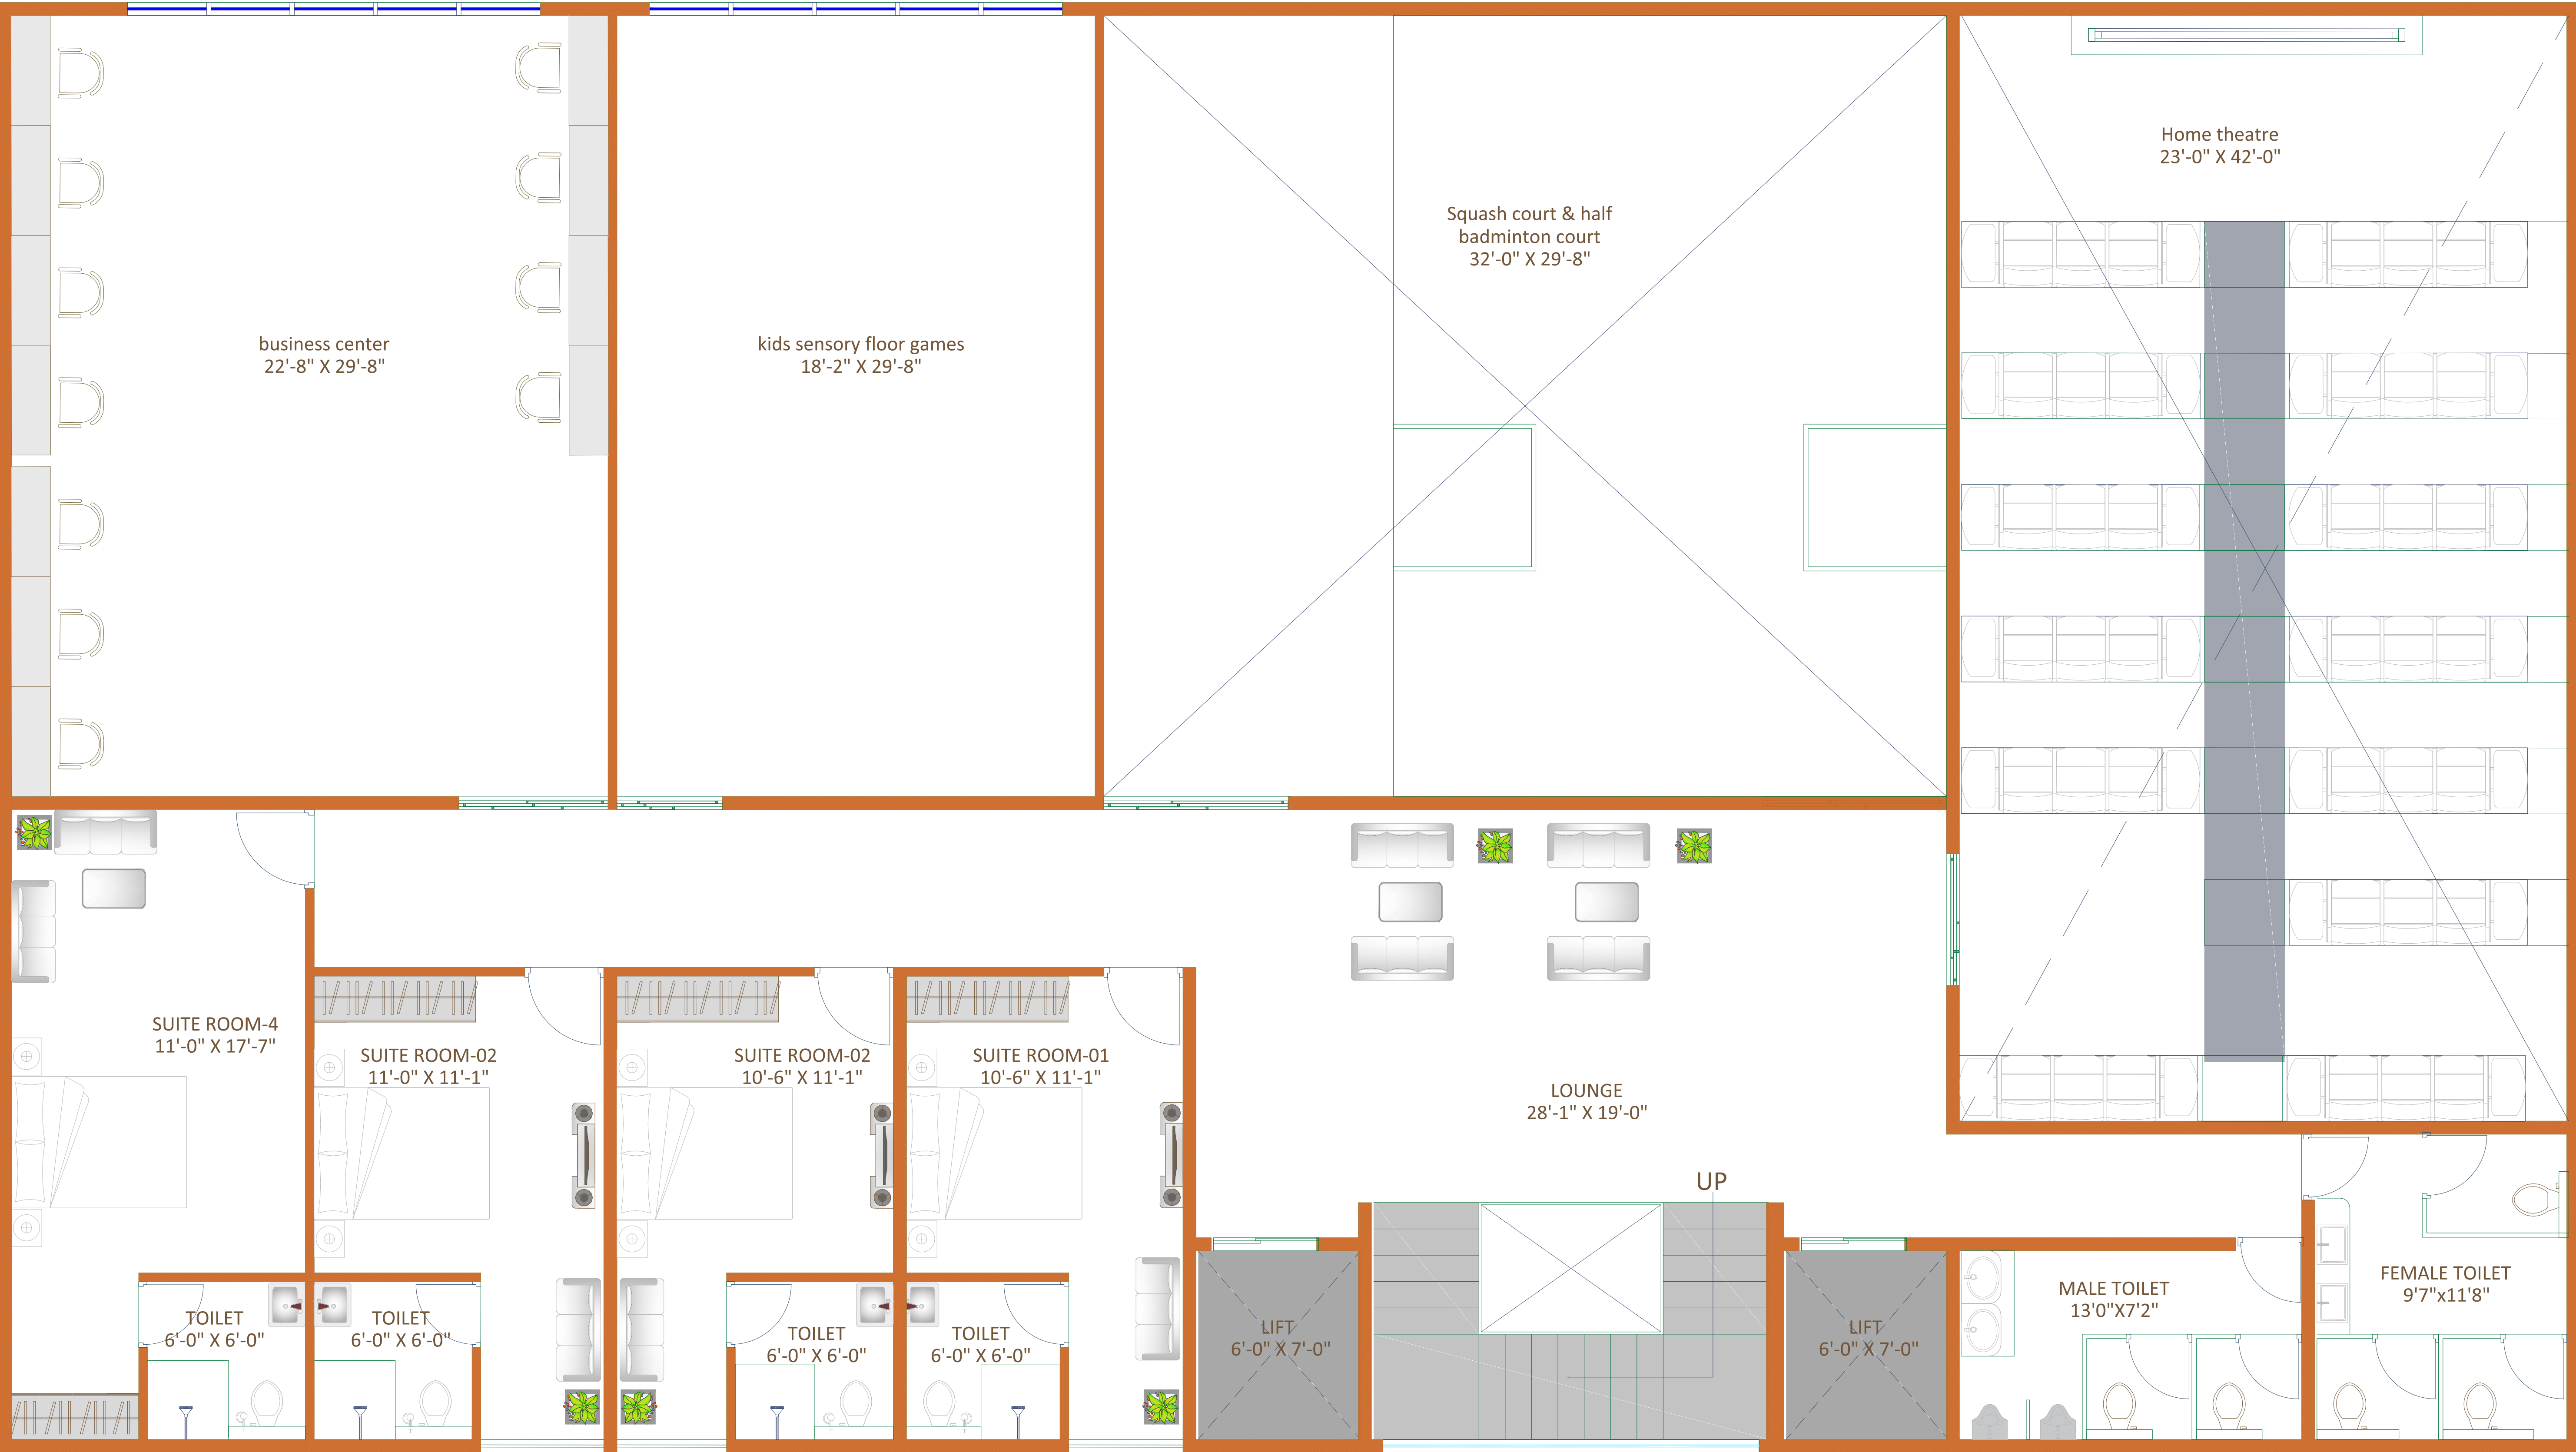 Home theatre
23'-0" X 42'-0"
Squash court & half
badminton court
32'-0" X 29'-8"
business center
22'-8" X 29'-8"
kids sensory floor games
18'-2" X 29'-8"
SUITE ROOM-4
11'-0" X 17'-7"
SUITE ROOM-02
11'-0" X 11'-1"
SUITE ROOM-02
10'-6" X 11'-1"
SUITE ROOM-01
10'-6" X 11'-1"
LOUNGE
28'-1" X 19'-0"
UP
TOILET
6'-0" X 6'-0"
TOILET
6'-0" X 6'-0"
TOILET
6'-0" X 6'-0"
TOILET
6'-0" X 6'-0"
LIFT
6'-0" X 7'-0"
LIFT
6'-0" X 7'-0"
MALE TOILET
13'0"X7'2"
FEMALE TOILET
9'7"x11'8"